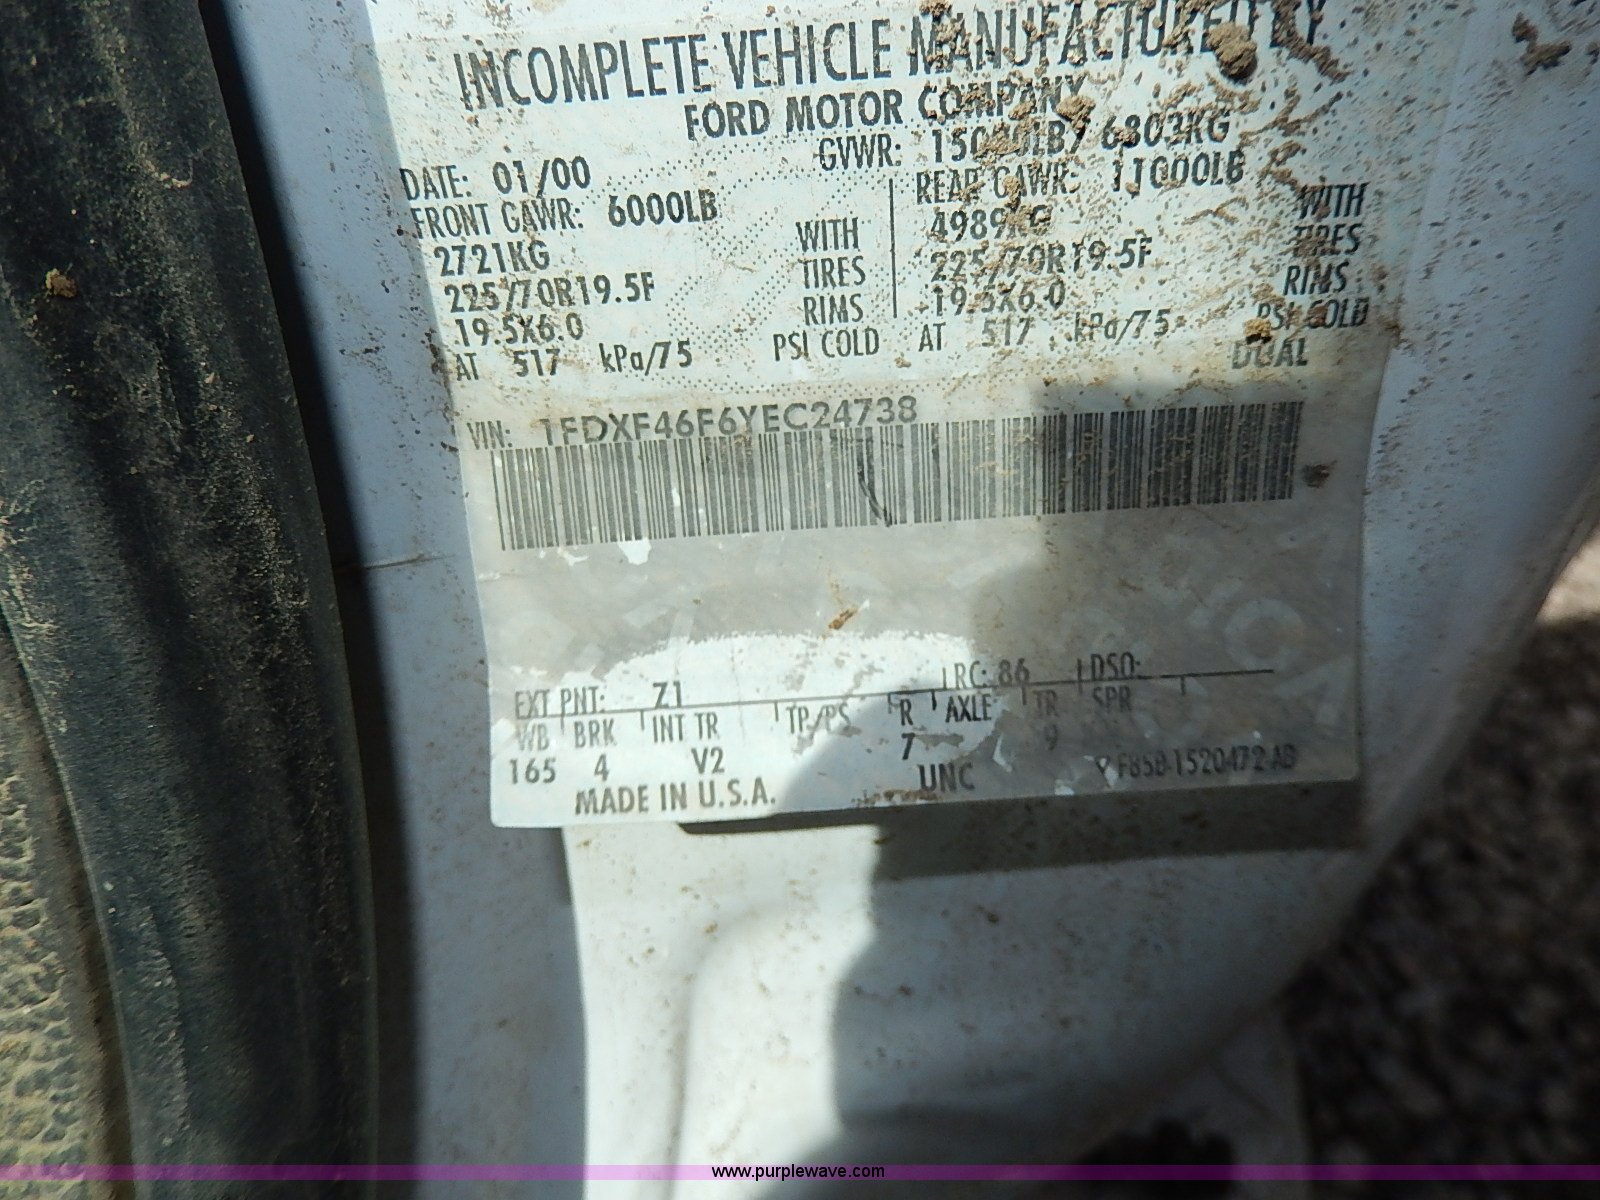 INCOMPLETE VEHICLE MANUFACTURED BY
FORD MOTOR COMPANY
DATE: 01/00 GVWR: 15000LB/ 6803KG
FRONT GAWR: 6000LB REAR GAWR: 11000LB
2721KG WITH 4989KG WITH
225/70R19.5F TIRES 225/70R19.5F TIRES
19.5X6.0 RIMS 19.5X6.0 RIMS
AT 517 kPa/75 PSI COLD AT 517 kPa/75 PSI COLD
DUAL
VIN: 1FDXF46F6YEC24738
EXT PNT: Z1 RC: 86 DSO:
WB BRK INT TR TP/PS R AXLE TR SPR
165 4 V2 7 9
MADE IN U.S.A. UNC F85B-1520472-AB
www.purplewave.com